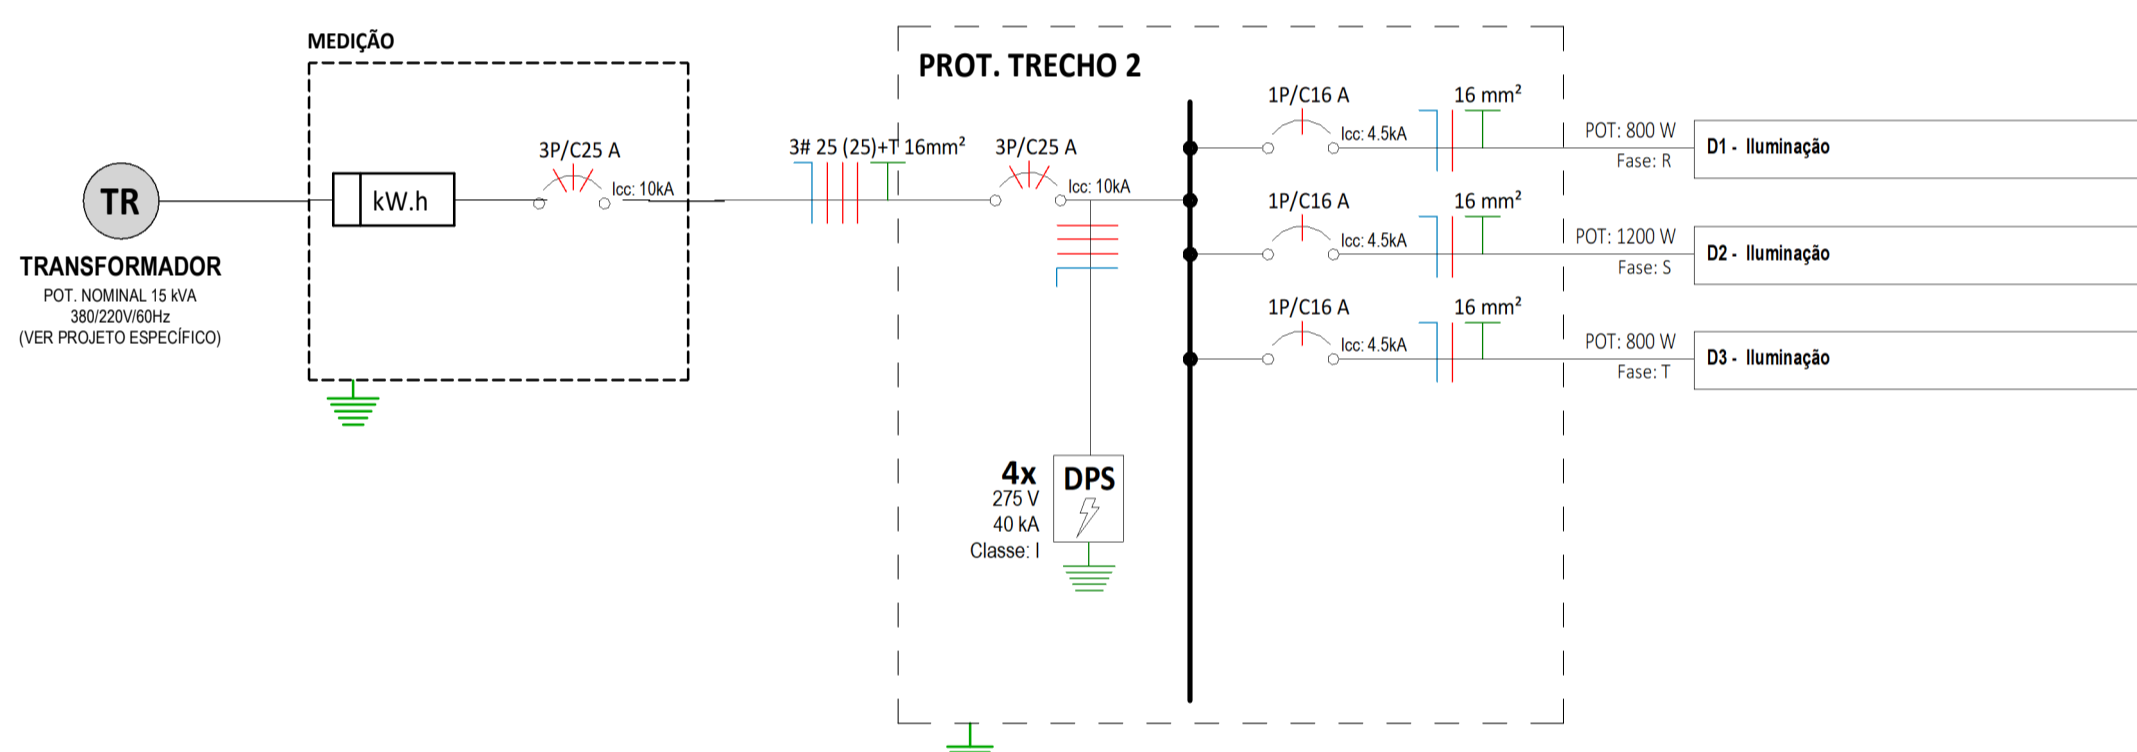 MEDIÇÃO
TR
TRANSFORMADOR
POT. NOMINAL 15 kVA
380/220V/60Hz
(VER PROJETO ESPECÍFICO)
kW.h
3P/C25 A
Icc: 10kA
3# 25 (25)+T 16mm²
PROT. TRECHO 2
3P/C25 A
Icc: 10kA
4x
275 V
40 kA
Classe: I
DPS
1P/C16 A
Icc: 4.5kA
16 mm²
POT: 800 W
Fase: R
D1 - Iluminação
1P/C16 A
Icc: 4.5kA
16 mm²
POT: 1200 W
Fase: S
D2 - Iluminação
1P/C16 A
Icc: 4.5kA
16 mm²
POT: 800 W
Fase: T
D3 - Iluminação